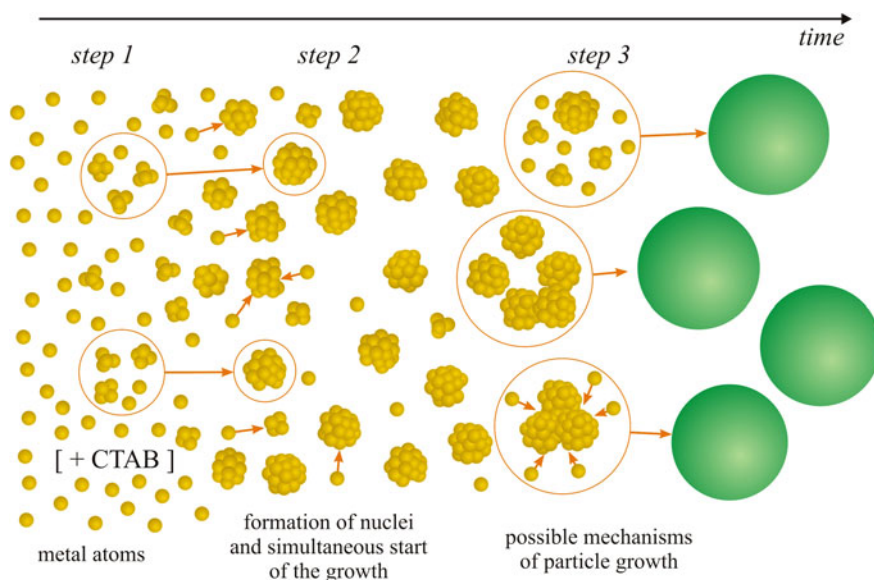 time
step 1
step 2
step 3
[ + CTAB ]
metal atoms
formation of nuclei
and simultaneous start
of the growth
possible mechanisms
of particle growth